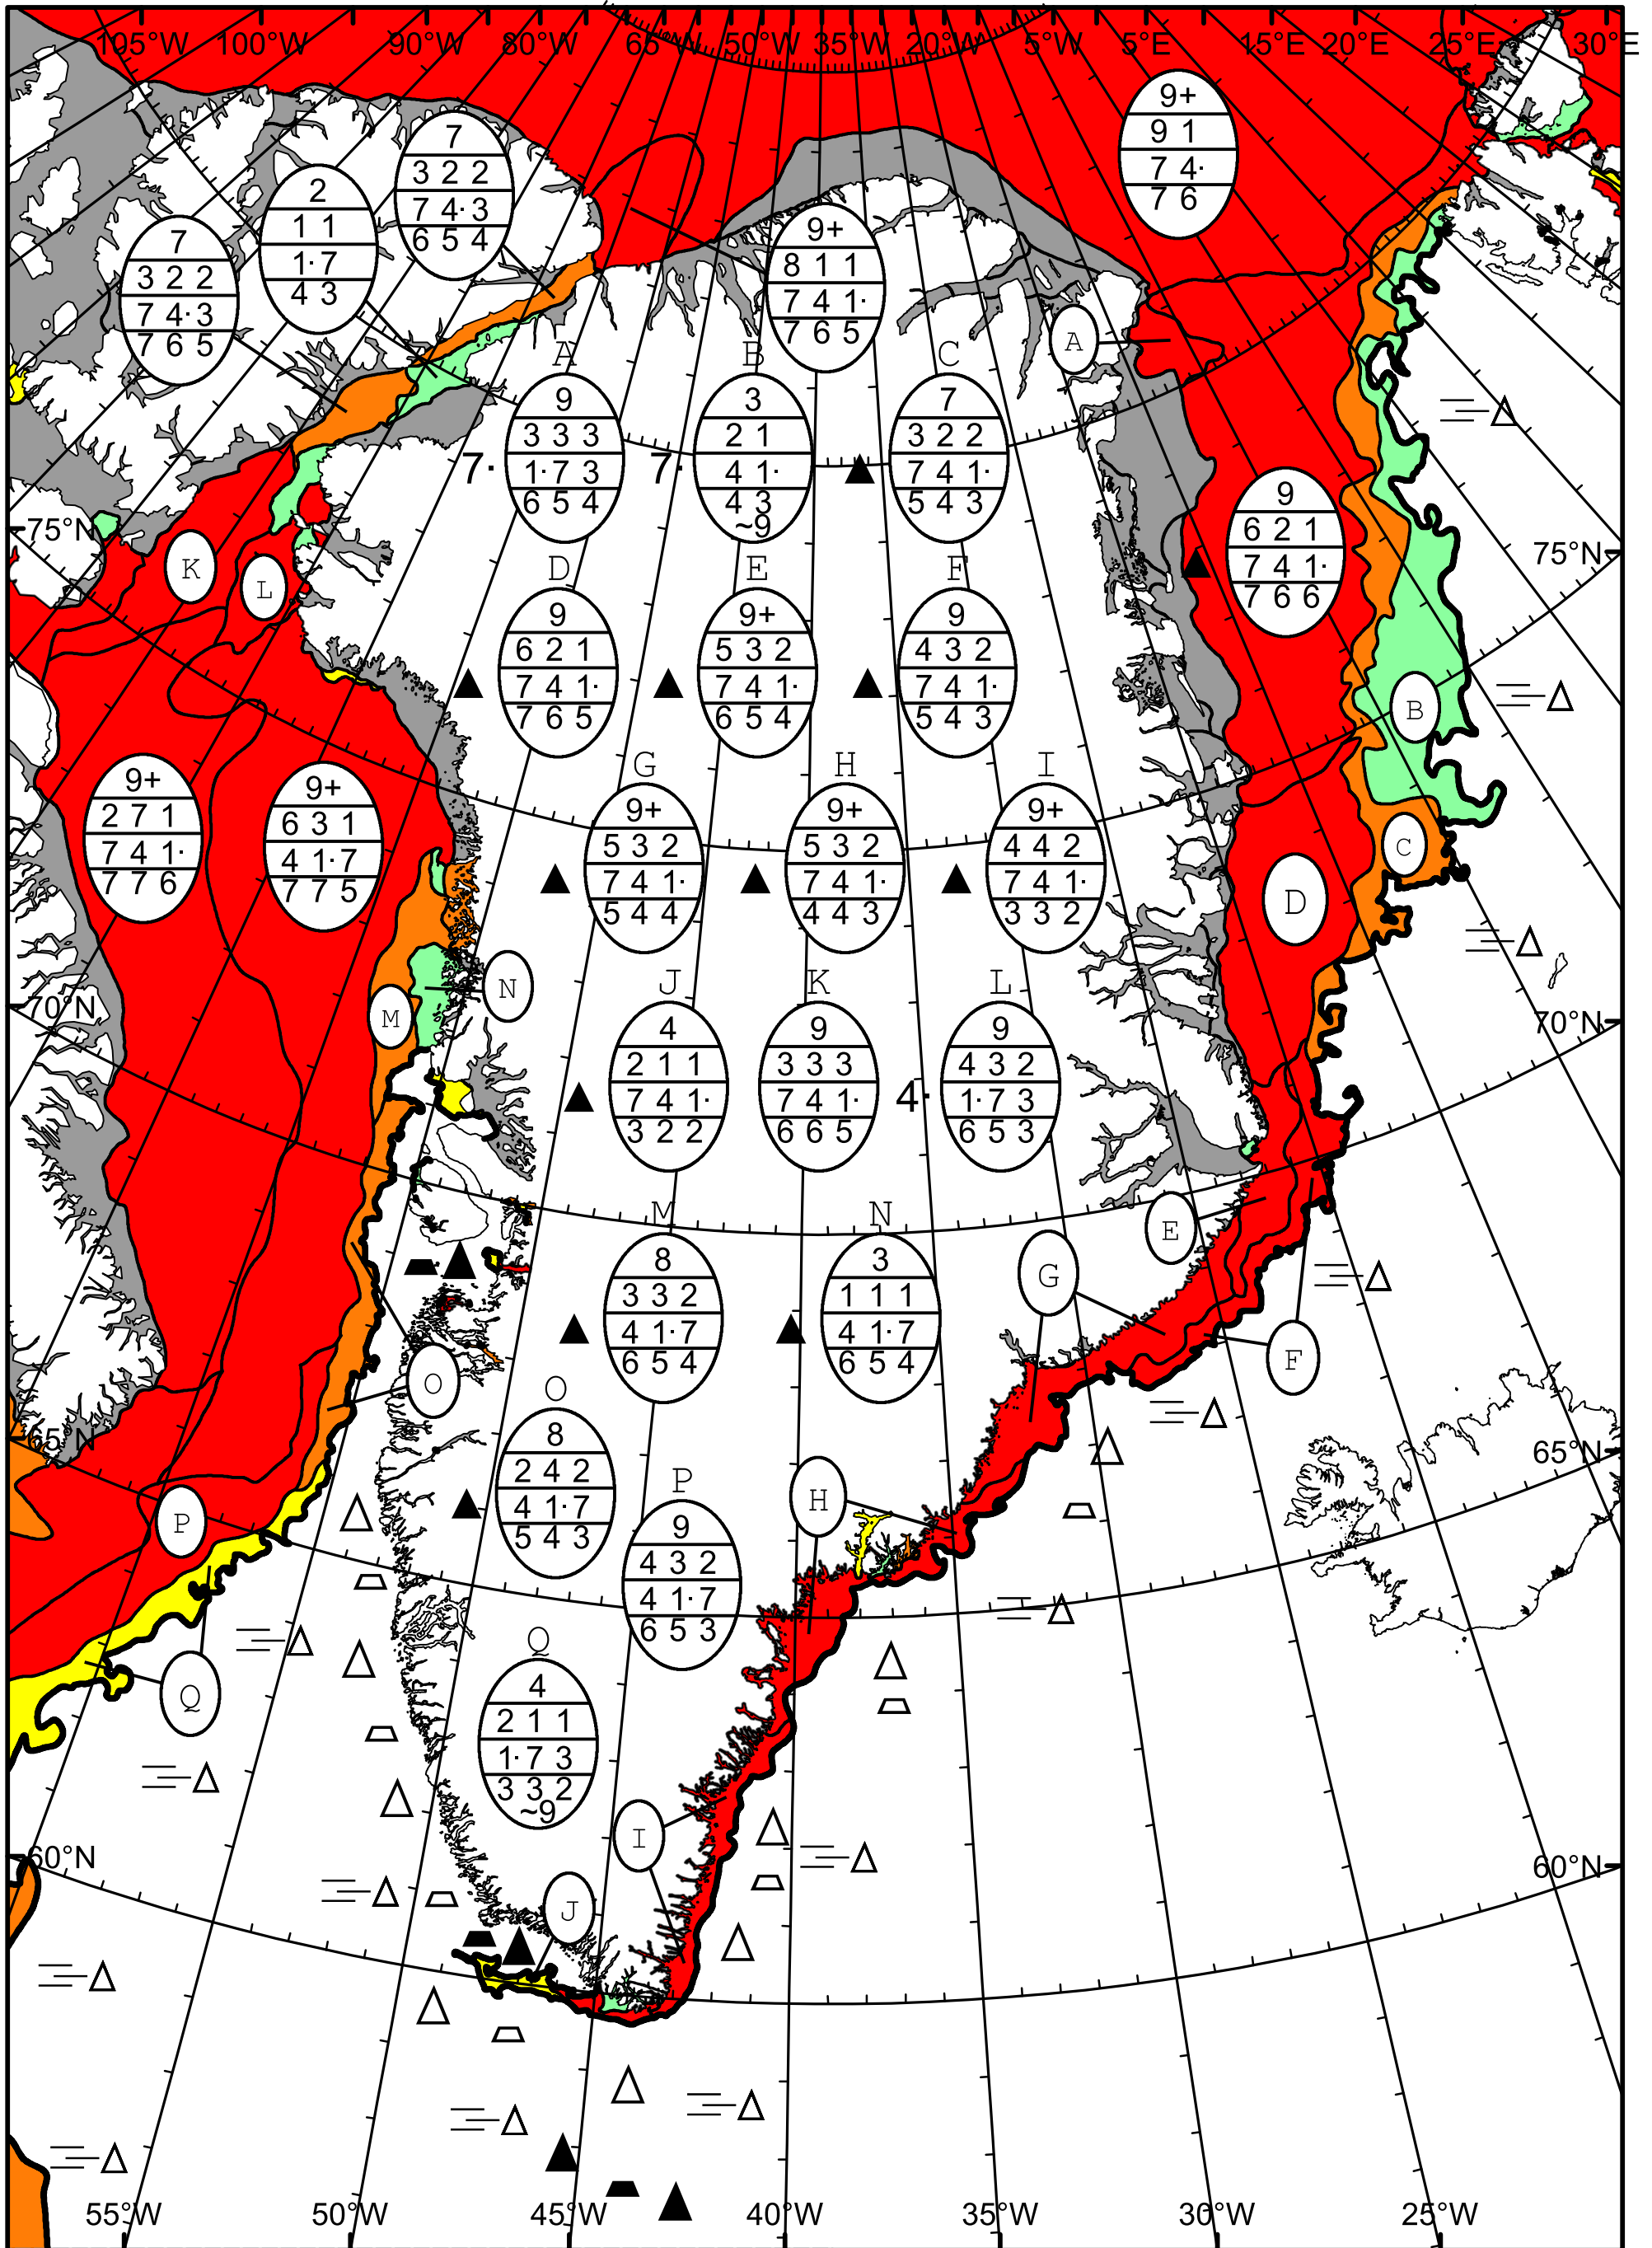 105°W 100°W 90°W 80°W 65°W 50°W 35°W 20°W 5°W 5°E 15°E 20°E 25°E 30°E
9+
9 1
7 4·
7 6
7
3 2 2
7 4· 3
6 5 4
2
1 1
1· 7
4 3
7
3 2 2
7 4· 3
7 6 5
9+
8 1 1
7 4 1·
7 6 5
A
A
9
3 3 3
7· 1· 7 3
6 5 4
B
3
2 1
7· 4 1·
4 3
~9
C
7
3 2 2
7 4 1·
5 4 3
9
6 2 1
7 4 1·
7 6 6
75°N
75°N
K
L
D
9
6 2 1
7 4 1·
7 6 5
E
9+
5 3 2
7 4 1·
6 5 4
F
9
4 3 2
7 4 1·
5 4 3
B
9+
2 7 1
7 4 1·
7 7 6
9+
6 3 1
4 1· 7
7 7 5
G
9+
5 3 2
7 4 1·
5 4 4
H
9+
5 3 2
7 4 1·
4 4 3
I
9+
4 4 2
7 4 1·
3 3 2
C
D
N
M
70°N
70°N
J
4
2 1 1
7 4 1·
3 2 2
K
9
3 3 3
7 4 1·
6 6 5
L
9
4 3 2
4· 1· 7 3
6 5 3
E
G
M
8
3 3 2
4 1· 7
6 5 4
N
3
1 1 1
4 1· 7
6 5 4
F
O
65°N
65°N
O
8
2 4 2
4 1· 7
5 4 3
P
H
P
9
4 3 2
4 1· 7
6 5 3
Q
Q
4
2 1 1
1· 7 3
3 3 2
~9
I
60°N
60°N
J
55°W 50°W 45°W 40°W 35°W 30°W 25°W